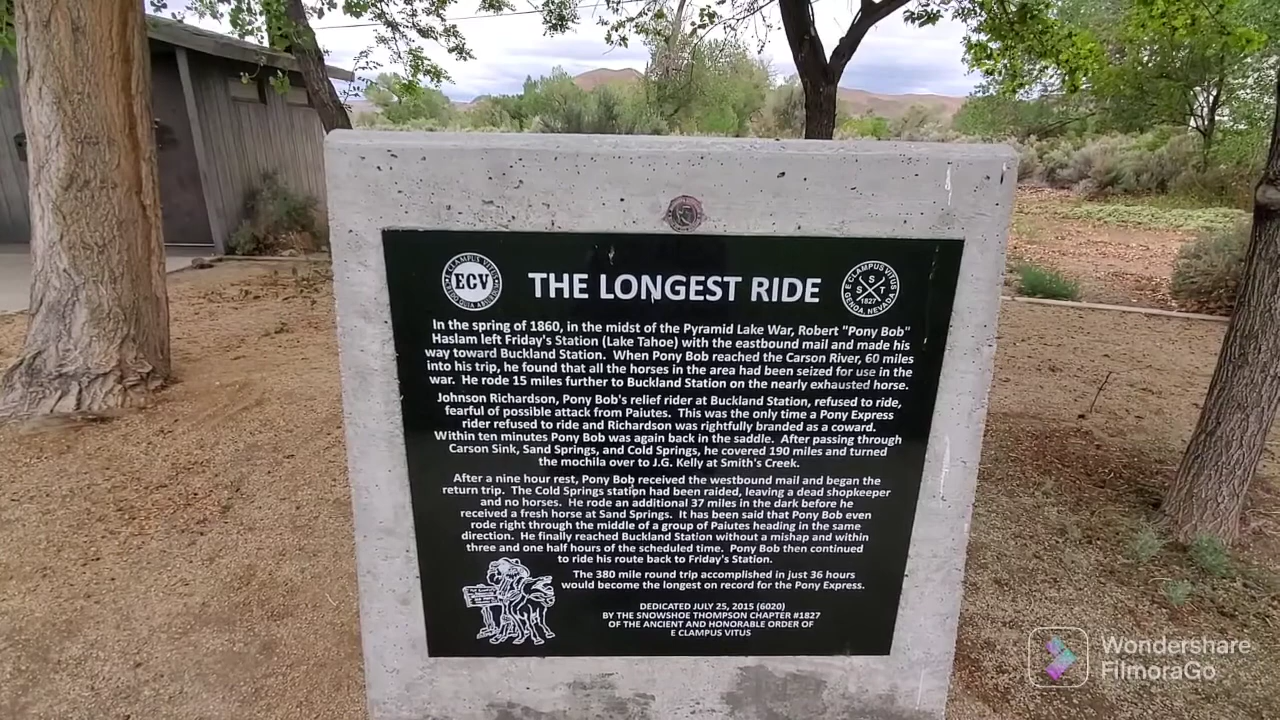 CLAMPUS VITUS
ECV
THE LONGEST RIDE
E CLAMPUS VITUS
SST
1827
GENOA, NEVADA
In the spring of 1860, in the midst of the Pyramid Lake War, Robert "Pony Bob"
Haslam left Friday's Station (Lake Tahoe) with the eastbound mail and made his
way toward Buckland Station. When Pony Bob reached the Carson River, 60 miles
into his trip, he found that all the horses in the area had been seized for use in the
war. He rode 15 miles further to Buckland Station on the nearly exhausted horse.
Johnson Richardson, Pony Bob's relief rider at Buckland Station, refused to ride,
fearful of possible attack from Paiutes. This was the only time a Pony Express
rider refused to ride and Richardson was rightfully branded as a coward.
Within ten minutes Pony Bob was again back in the saddle. After passing through
Carson Sink, Sand Springs, and Cold Springs, he covered 190 miles and turned
the mochila over to J.G. Kelly at Smith's Creek.
After a nine hour rest, Pony Bob received the westbound mail and began the
return trip. The Cold Springs station had been raided, leaving a dead shopkeeper
and no horses. He rode an additional 37 miles in the dark before he
received a fresh horse at Sand Springs. It has been said that Pony Bob even
rode right through the middle of a group of Paiutes heading in the same
direction. He finally reached Buckland Station without a mishap and within
three and one half hours of the scheduled time. Pony Bob then continued
to ride his route back to Friday's Station.
The 380 mile round trip accomplished in just 36 hours
would become the longest on record for the Pony Express.
DEDICATED JULY 25, 2015 (6020)
BY THE SNOWSHOE THOMPSON CHAPTER #1827
OF THE ANCIENT AND HONORABLE ORDER OF
E CLAMPUS VITUS
Wondershare
FilmoraGo